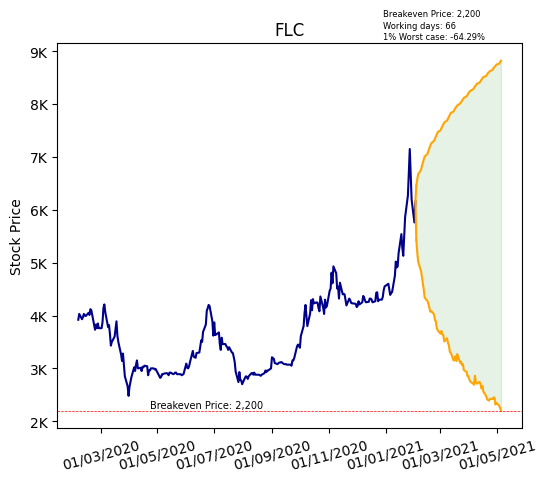 Breakeven Price: 2,200
Working days: 66
1% Worst case: -64.29%
FLC
9K
8K
7K
6K
5K
4K
3K
2K
Stock Price
Breakeven Price: 2,200
01/03/2020 01/05/2020 01/07/2020 01/09/2020 01/11/2020 01/01/2021 01/03/2021 01/05/2021